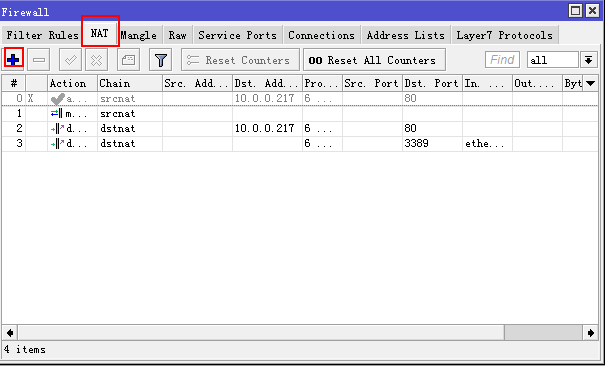 Firewall
Filter Rules NAT Mangle Raw Service Ports Connections Address Lists Layer7 Protocols
Reset Counters 00 Reset All Counters Find all
# Action Chain Src. Add... Dst. Add... Pro... Src. Port Dst. Port In. ... Out.... Byt
0 X a... srcnat 10.0.0.217 6 ... 80
1 m... srcnat
2 d... dstnat 10.0.0.217 6 ... 80
3 d... dstnat 6 ... 3389 ethe...
4 items